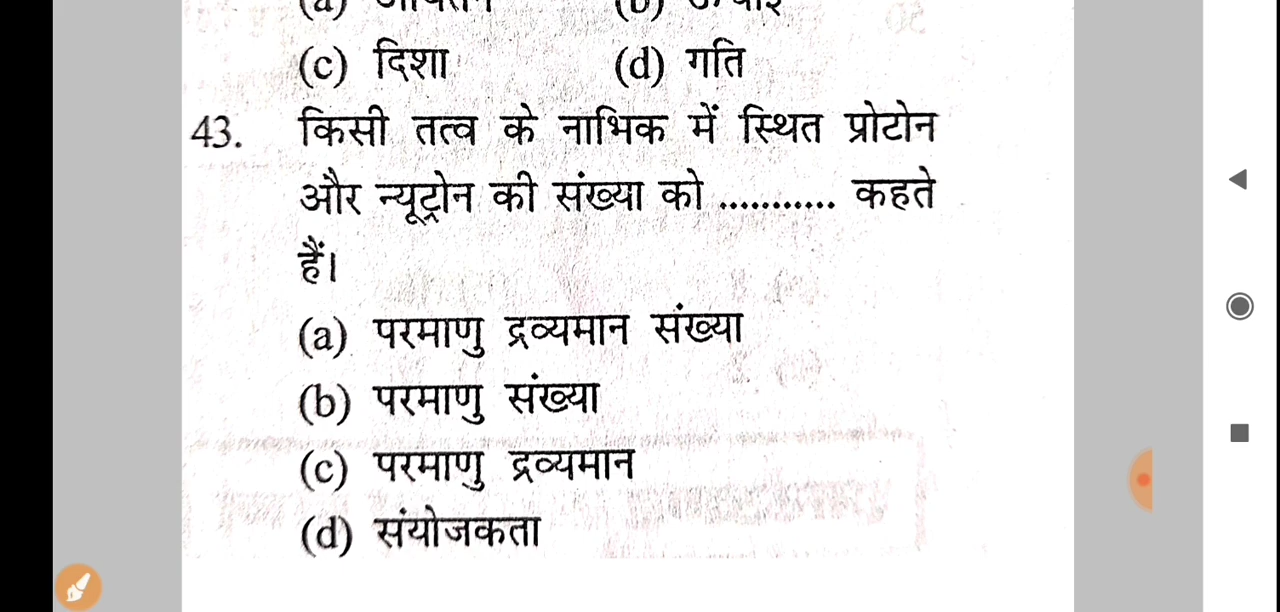 (c) दिशा (d) गति
43. किसी तत्व के नाभिक में स्थित प्रोटोन
और न्यूट्रोन की संख्या को ............ कहते
हैं।
(a) परमाणु द्रव्यमान संख्या
(b) परमाणु संख्या
(c) परमाणु द्रव्यमान
(d) संयोजकता